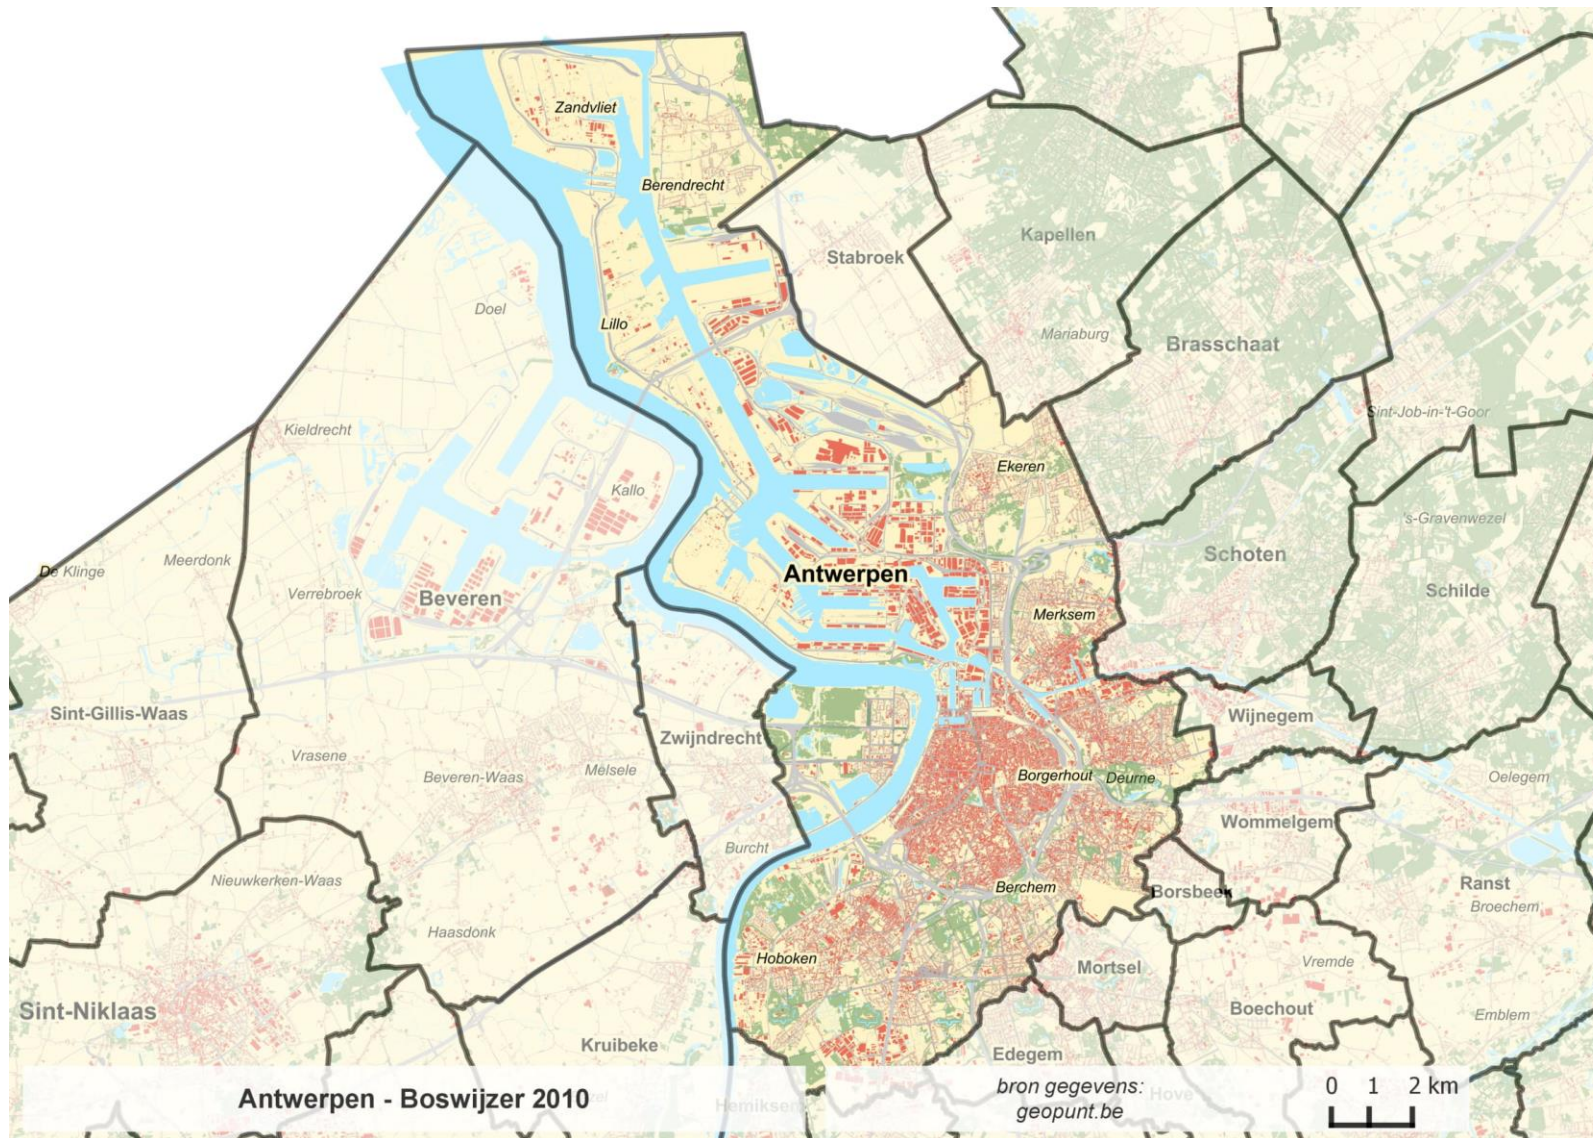 Zandvliet
Berendrecht
Stabroek
Kapellen
Doel
Lillo
Mariaburg
Brasschaat
Sint-Job-in-'t-Goor
Kieldrecht
Ekeren
Kallo
's-Gravenwezel
Meerdonk
De Klinge
Schoten
Antwerpen
Verrebroek
Beveren
Schilde
Merksem
Sint-Gillis-Waas
Wijnegem
Zwijndrecht
Vrasene
Beveren-Waas
Melsele
Borgerhout
Deurne
Oelegem
Wommelgem
Burcht
Nieuwkerken-Waas
Berchem
Borsbeek
Ranst
Broechem
Haasdonk
Hoboken
Mortsel
Vremde
Sint-Niklaas
Boechout
Emblem
Kruibeke
Edegem
Antwerpen - Boswijzer 2010
Hemiksem
bron gegevens:
geopunt.be
Hove
0 1 2 km